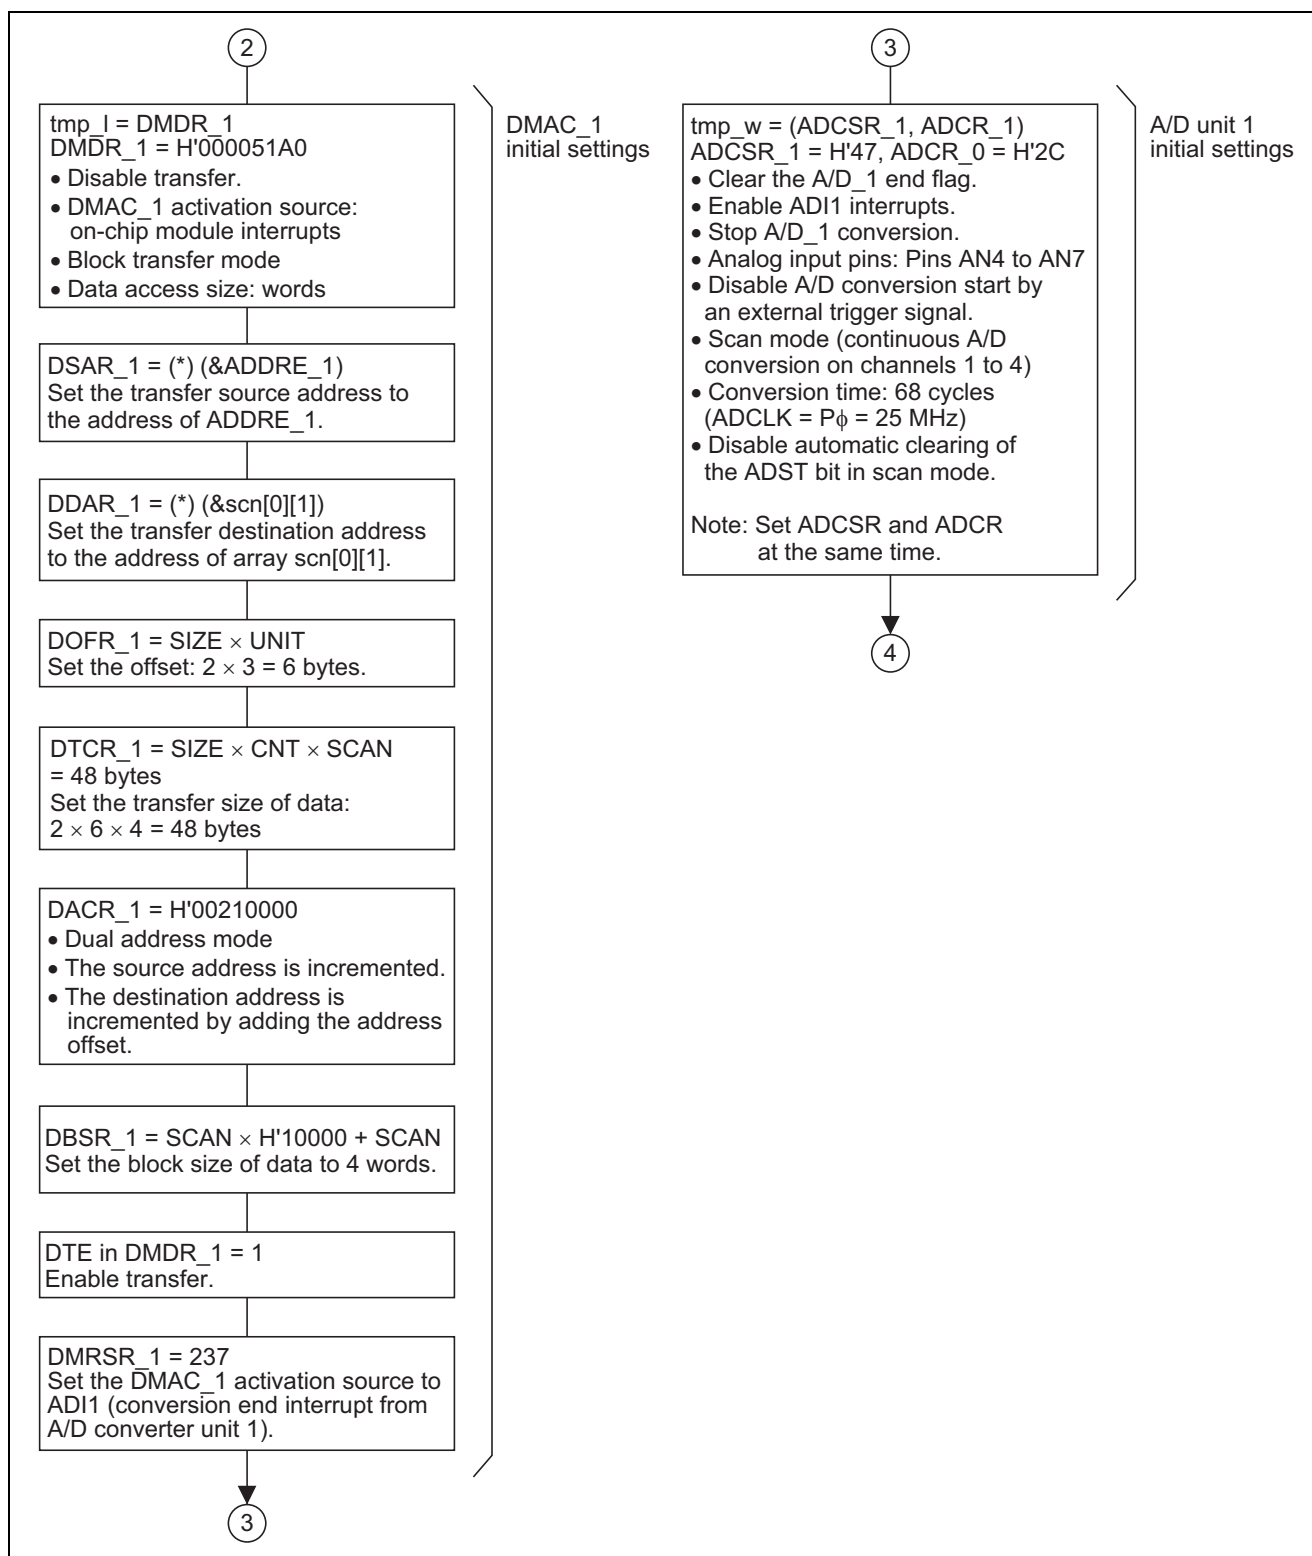 2
tmp_l = DMDR_1
DMDR_1 = H'000051A0
• Disable transfer.
• DMAC_1 activation source:
on-chip module interrupts
• Block transfer mode
• Data access size: words
DMAC_1
initial settings
DSAR_1 = (*) (&ADDRE_1)
Set the transfer source address to
the address of ADDRE_1.
DDAR_1 = (*) (&scn[0][1])
Set the transfer destination address
to the address of array scn[0][1].
DOFR_1 = SIZE × UNIT
Set the offset: 2 × 3 = 6 bytes.
DTCR_1 = SIZE × CNT × SCAN
= 48 bytes
Set the transfer size of data:
2 × 6 × 4 = 48 bytes
DACR_1 = H'00210000
• Dual address mode
• The source address is incremented.
• The destination address is
incremented by adding the address
offset.
DBSR_1 = SCAN × H'10000 + SCAN
Set the block size of data to 4 words.
DTE in DMDR_1 = 1
Enable transfer.
DMRSR_1 = 237
Set the DMAC_1 activation source to
ADI1 (conversion end interrupt from
A/D converter unit 1).
3
3
tmp_w = (ADCSR_1, ADCR_1)
ADCSR_1 = H'47, ADCR_0 = H'2C
• Clear the A/D_1 end flag.
• Enable ADI1 interrupts.
• Stop A/D_1 conversion.
• Analog input pins: Pins AN4 to AN7
• Disable A/D conversion start by
an external trigger signal.
• Scan mode (continuous A/D
conversion on channels 1 to 4)
• Conversion time: 68 cycles
(ADCLK = Pϕ = 25 MHz)
• Disable automatic clearing of
the ADST bit in scan mode.
Note: Set ADCSR and ADCR
at the same time.
A/D unit 1
initial settings
4